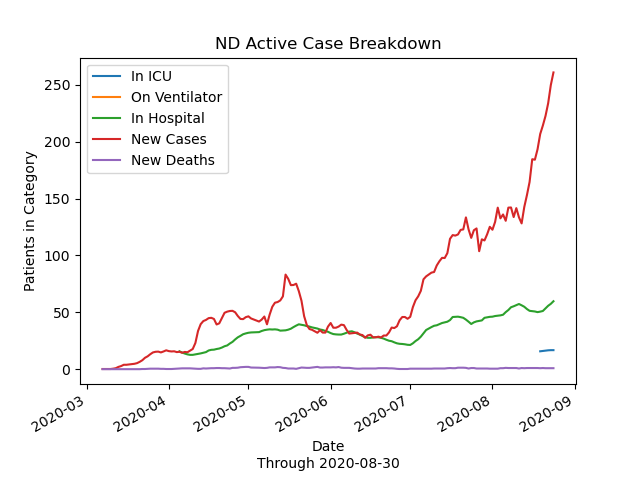 ND Active Case Breakdown
In ICU
On Ventilator
In Hospital
New Cases
New Deaths
Patients in Category
250
200
150
100
50
0
2020-03
2020-04
2020-05
2020-06
2020-07
2020-08
2020-09
Date
Through 2020-08-30